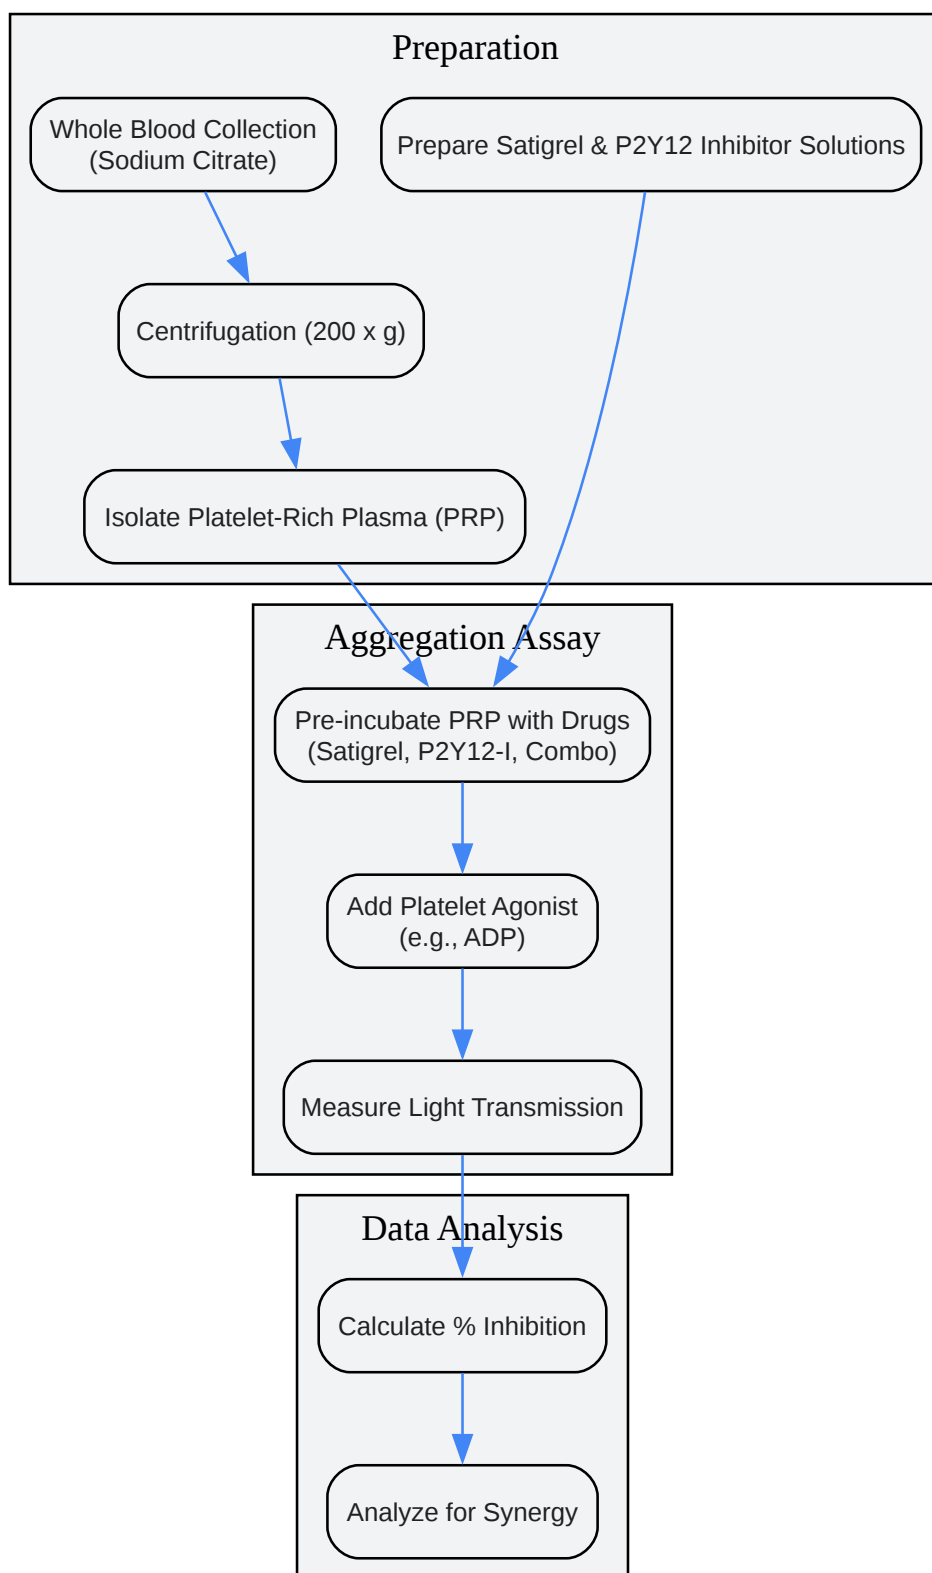 Preparation
Whole Blood Collection
(Sodium Citrate)
Prepare Satigrel & P2Y12 Inhibitor Solutions
Centrifugation (200 x g)
Isolate Platelet-Rich Plasma (PRP)
Aggregation Assay
Pre-incubate PRP with Drugs
(Satigrel, P2Y12-I, Combo)
Add Platelet Agonist
(e.g., ADP)
Measure Light Transmission
Data Analysis
Calculate % Inhibition
Analyze for Synergy